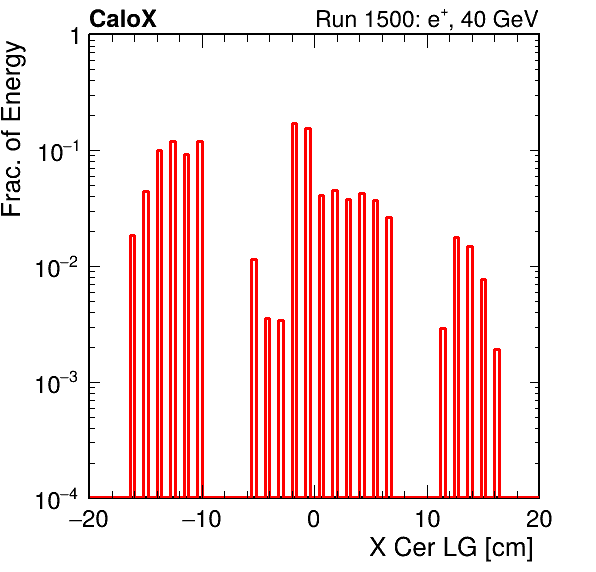 CaloX Run 1500: e⁺, 40 GeV
Frac. of Energy
1
10⁻¹
10⁻²
10⁻³
10⁻⁴
−20 −10 0 10 20
X Cer LG [cm]